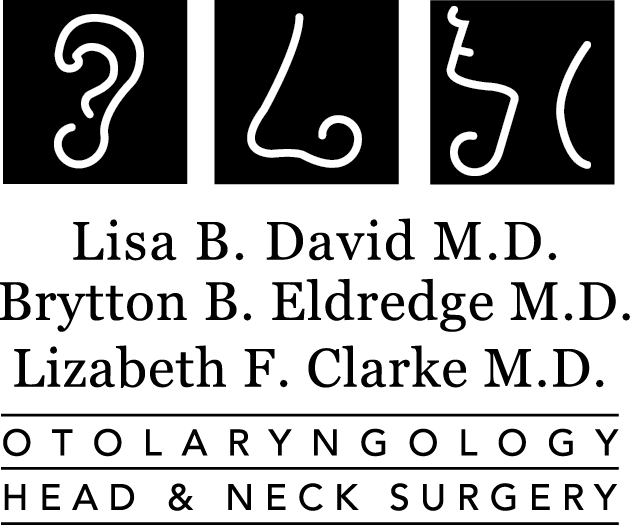 Lisa B. David M.D.
Brytton B. Eldredge M.D.
Lizabeth F. Clarke M.D.
OTOLARYNGOLOGY
HEAD & NECK SURGERY